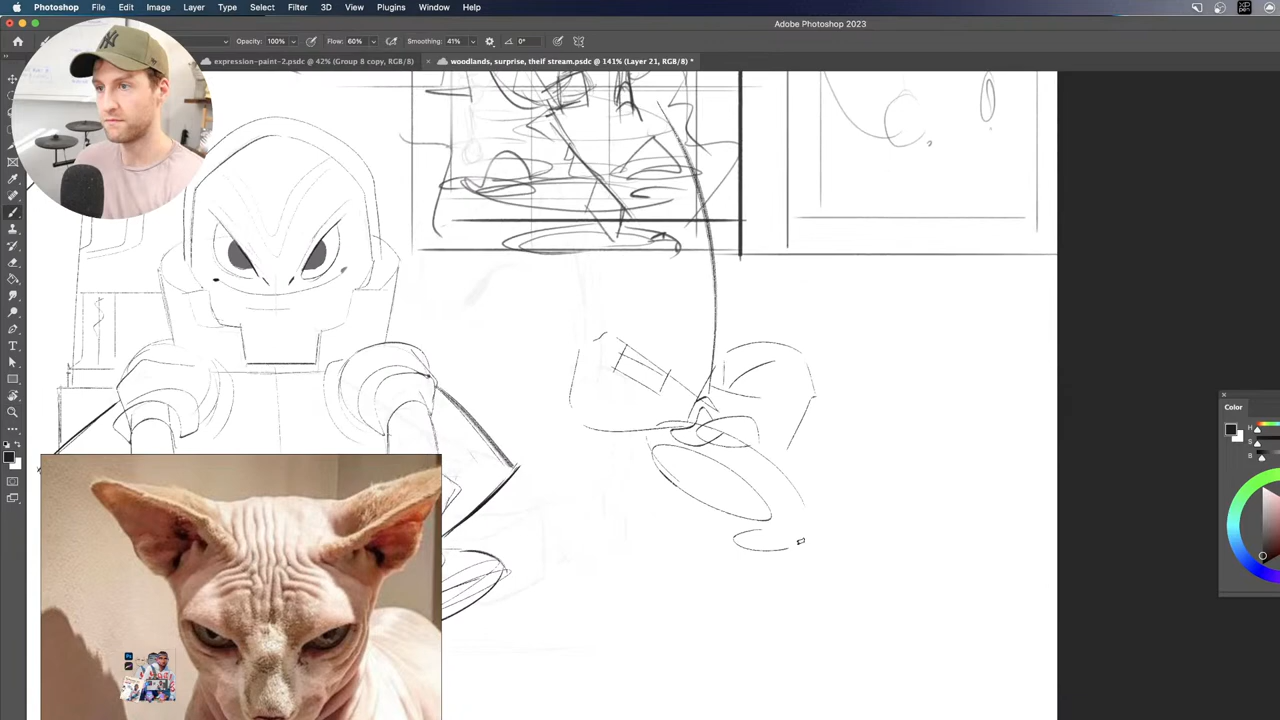 Photoshop File Edit Image Layer Type Select Filter 3D View Plugins Window Help
Adobe Photoshop 2023
Opacity: 100% Flow: 60% Smoothing: 41% 0°
expression-paint-2.psdc @ 42% (Group 8 copy, RGB/8) × woodlands, surprise, theif stream.psdc @ 141% (Layer 21, RGB/8) *
Color
H
S
B